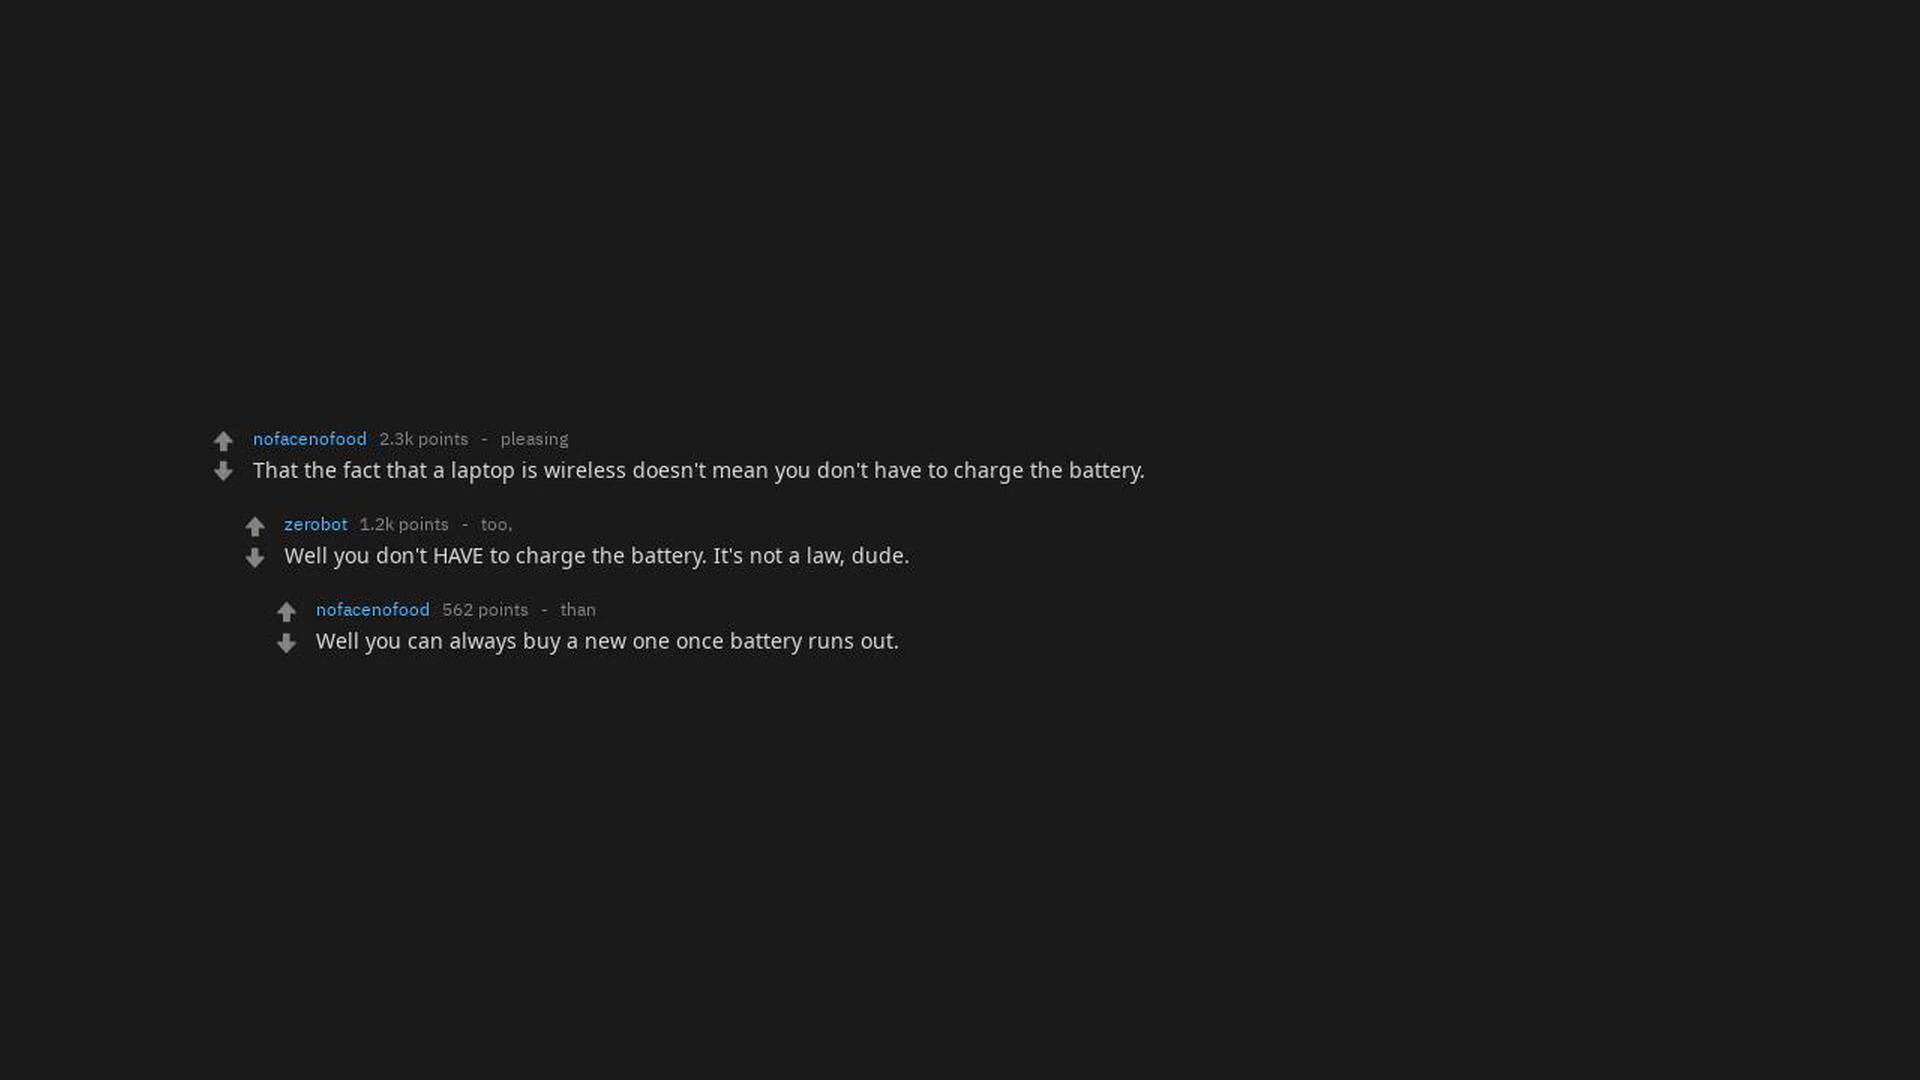 nofacenofood 2.3k points - pleasing
That the fact that a laptop is wireless doesn't mean you don't have to charge the battery.
zerobot 1.2k points - too,
Well you don't HAVE to charge the battery. It's not a law, dude.
nofacenofood 562 points - than
Well you can always buy a new one once battery runs out.